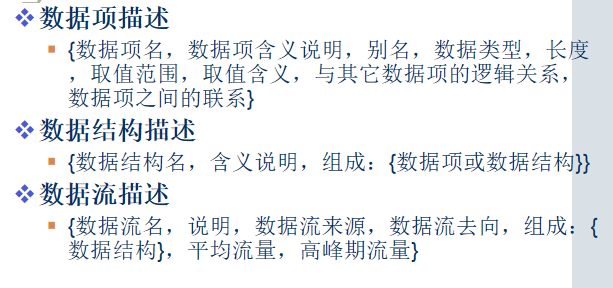 数据项描述
{数据项名，数据项含义说明，别名，数据类型，长度
，取值范围，取值含义，与其它数据项的逻辑关系，
数据项之间的联系}
数据结构描述
{数据结构名，含义说明，组成：{数据项或数据结构}}
数据流描述
{数据流名，说明，数据流来源，数据流去向，组成：{
数据结构}，平均流量，高峰期流量}